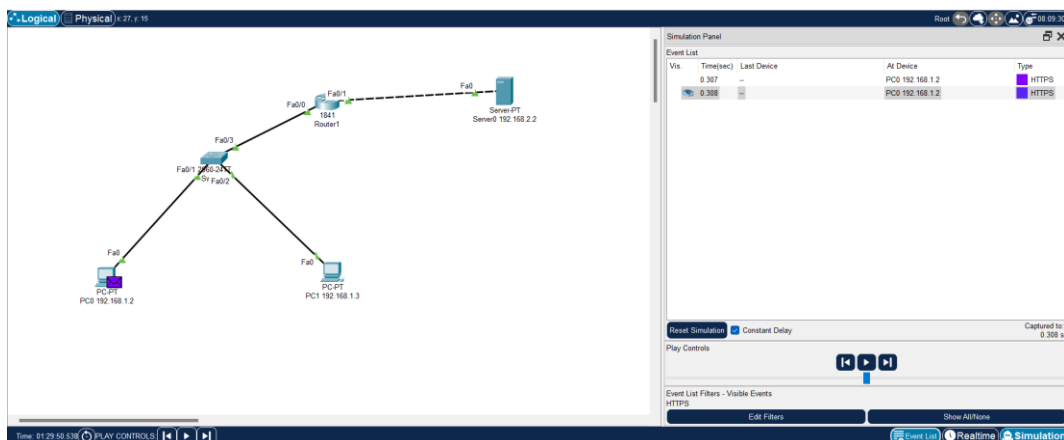 Logical Physical x: 27, y: 15 Root 08:09:30
Simulation Panel
Event List
Vis. Time(sec) Last Device At Device Type
0.307 -- PC0 192.168.1.2 HTTPS
0.308 -- PC0 192.168.1.2 HTTPS
Fa0/1
Fa0
Fa0/0
1841
Router1
Server-PT
Server0 192.168.2.2
Fa0/3
Fa0/1 2960-24TT
Fa0/2
Fa0
Fa0
PC-PT
PC0 192.168.1.2
PC-PT
PC1 192.168.1.3
Reset Simulation Constant Delay Captured to:
0.308 s
Play Controls
Event List Filters - Visible Events
HTTPS
Edit Filters Show All/None
Time: 01:29:50.538 PLAY CONTROLS: Event List Realtime Simulation